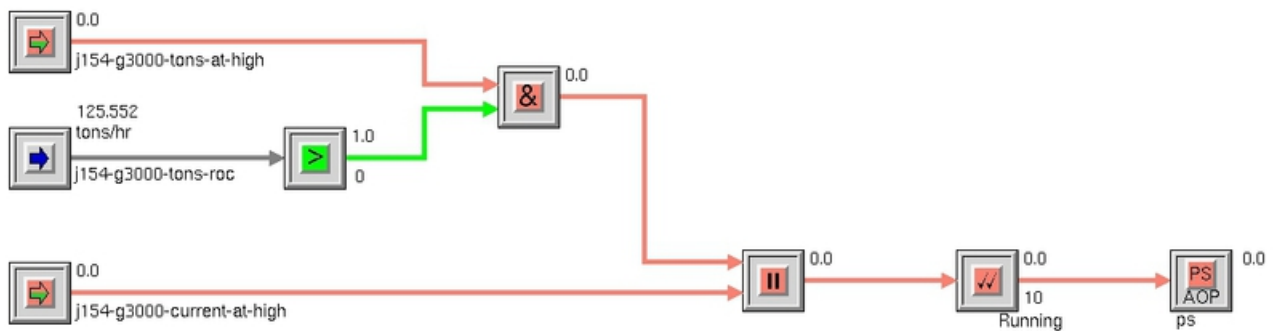 0.0
j154-g3000-tons-at-high
125.552
tons/hr
j154-g3000-tons-roc
>
1.0
0
&
0.0
0.0
j154-g3000-current-at-high
0.0
0.0
10
Running
PS
AOP
ps
0.0